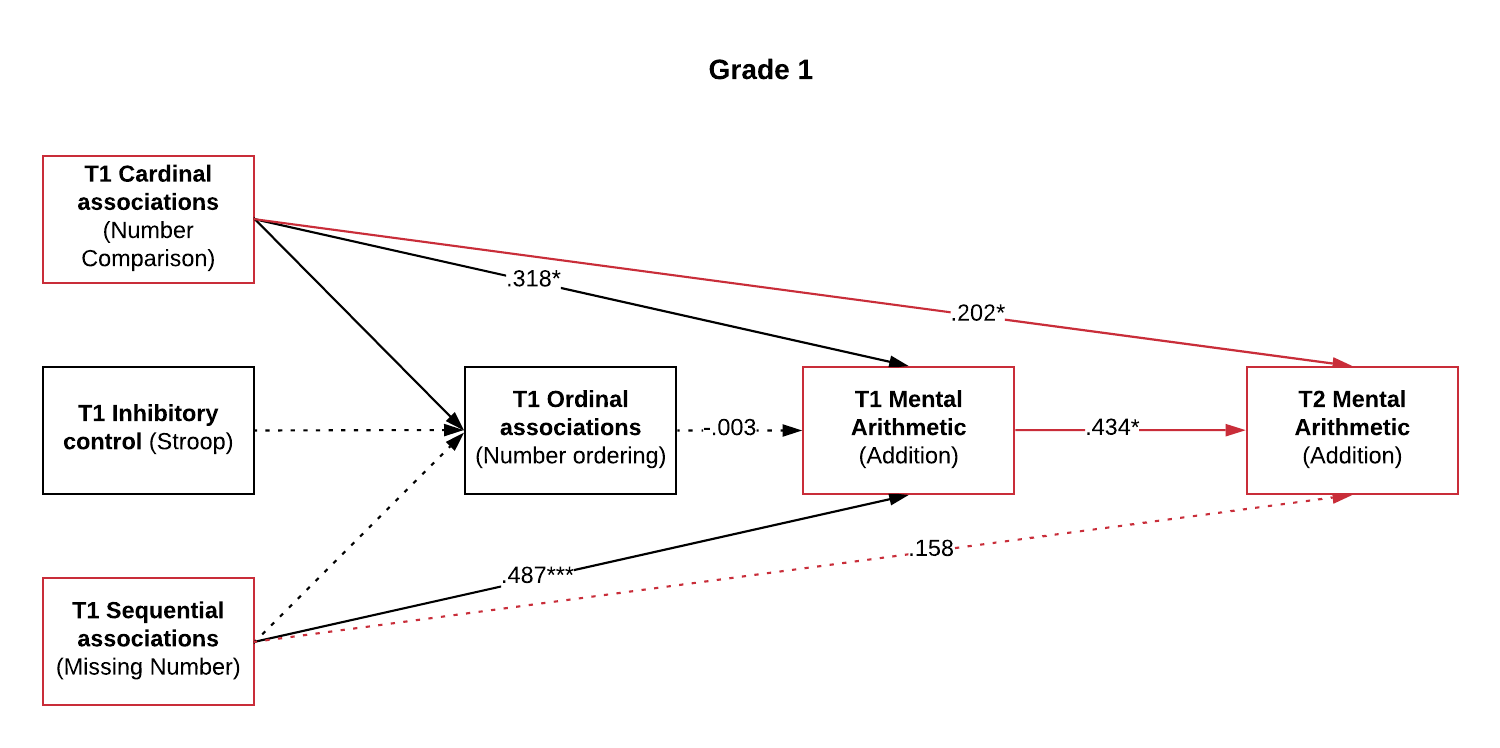 Grade 1
T1 Cardinal
associations
(Number
Comparison)
.318*
.202*
T1 Inhibitory
control (Stroop)
T1 Ordinal
associations
(Number ordering)
-.003
T1 Mental
Arithmetic
(Addition)
.434*
T2 Mental
Arithmetic
(Addition)
.158
.487***
T1 Sequential
associations
(Missing Number)